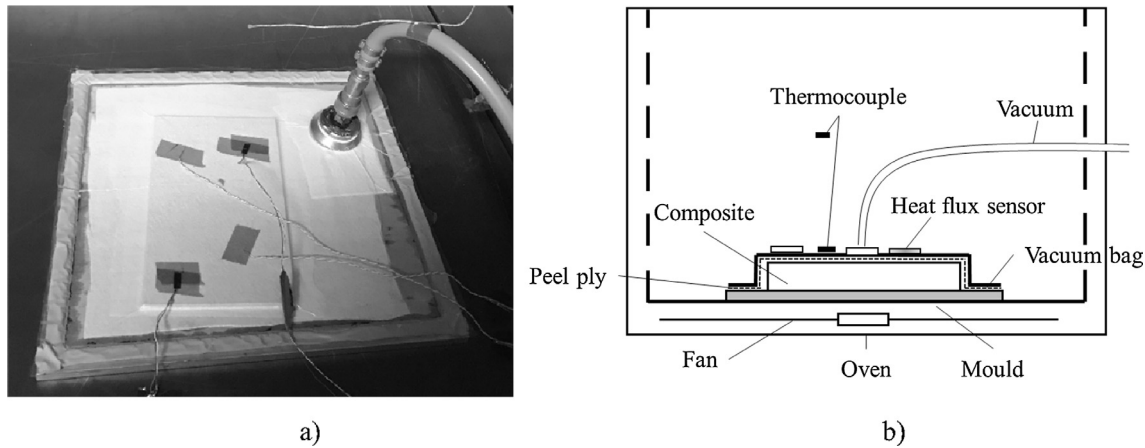 Thermocouple
Vacuum
Composite
Heat flux sensor
Peel ply
Vacuum bag
Fan
Oven
Mould
a)
b)